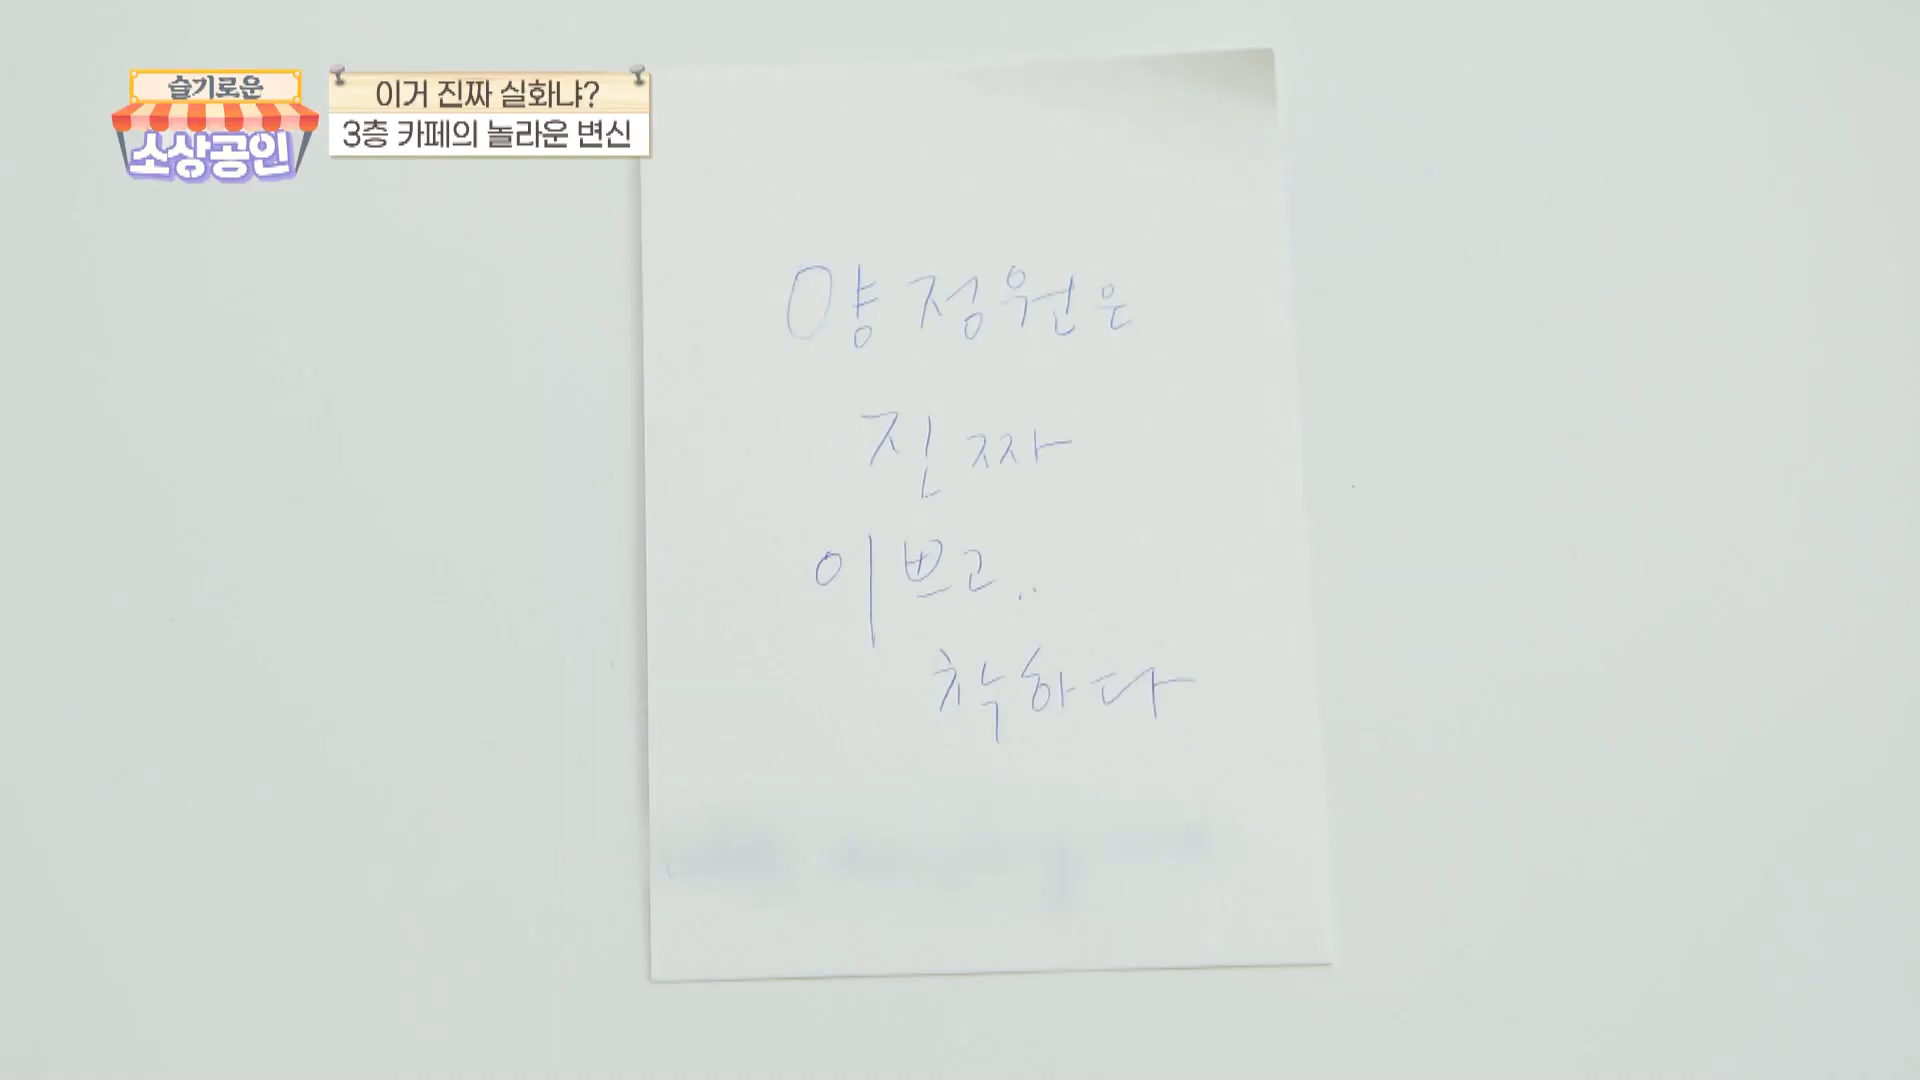 슬기로운
소상공인
이거 진짜 실화냐?
3층 카페의 놀라운 변신
양정원은
진짜
이쁘고..
착하다